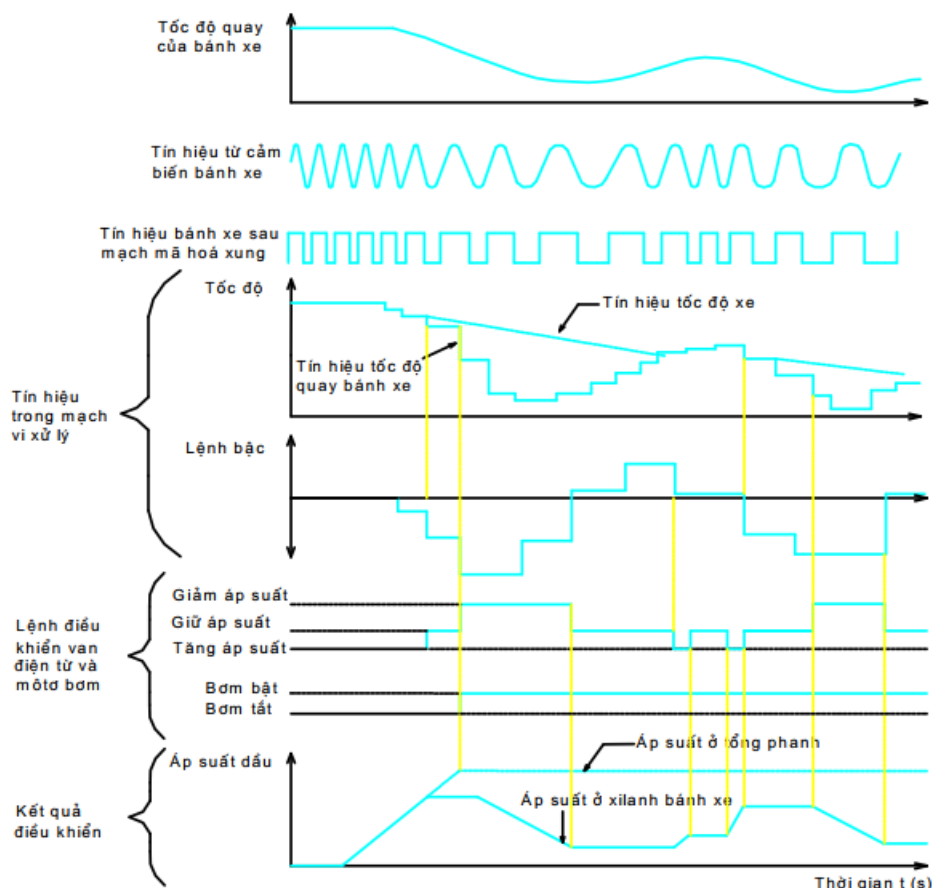 Tốc độ quay
của bánh xe
Tín hiệu từ cảm
biến bánh xe
Tín hiệu bánh xe sau
mạch mã hoá xung
Tốc độ
Tín hiệu tốc độ xe
Tín hiệu tốc độ
quay bánh xe
Tín hiệu
trong mạch
vi xử lý
Lệnh bậc
Giảm áp suất
Giữ áp suất
Tăng áp suất
Lệnh điều
khiển van
điện từ và
môtơ bơm
Bơm bật
Bơm tắt
Áp suất dầu
Áp suất ở tổng phanh
Áp suất ở xilanh bánh xe
Kết quả
điều khiển
Thời gian t (s)